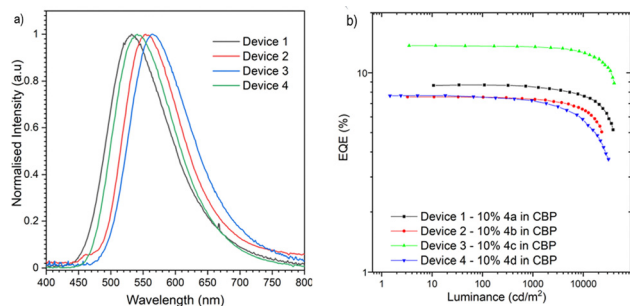 a)
Device 1
Device 2
Device 3
Device 4
Normalised Intensity (a.u)
1
0.8
0.6
0.4
0.2
0
400 450 500 550 600 650 700 750 800
Wavelength (nm)
b)
EQE (%)
10
1
Device 1 - 10% 4a in CBP
Device 2 - 10% 4b in CBP
Device 3 - 10% 4c in CBP
Device 4 - 10% 4d in CBP
1 10 100 1000 10000
Luminance (cd/m²)